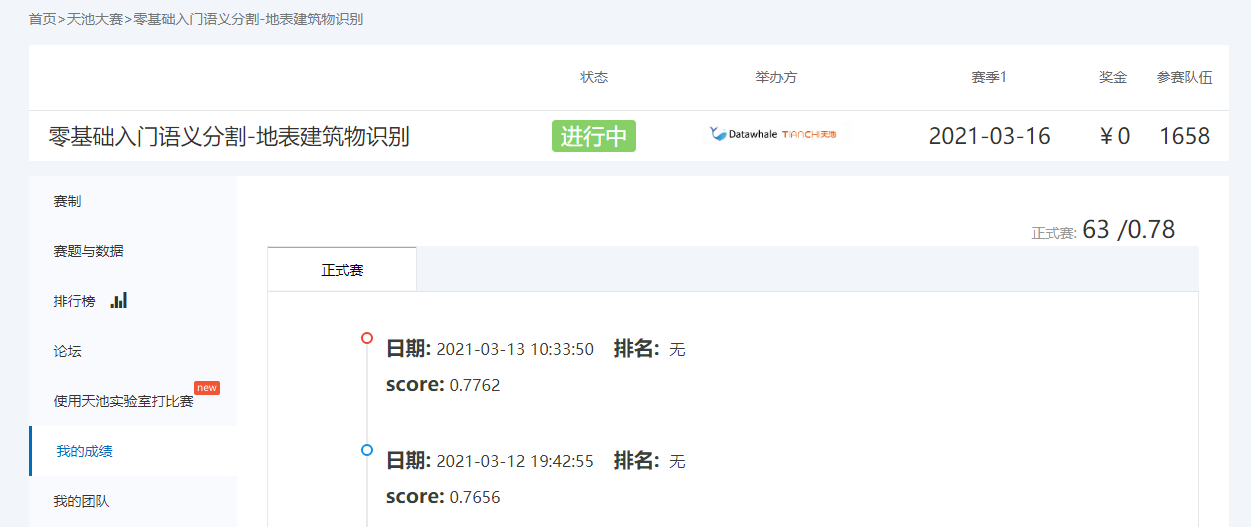 首页>天池大赛>零基础入门语义分割-地表建筑物识别
状态 举办方 赛季1 奖金 参赛队伍
零基础入门语义分割-地表建筑物识别 进行中 Datawhale TIANCHI天池 2021-03-16 ￥0 1658
赛制
赛题与数据
排行榜
论坛
使用天池实验室打比赛 new
我的成绩
我的团队
正式赛: 63 /0.78
正式赛
日期: 2021-03-13 10:33:50 排名: 无
score: 0.7762
日期: 2021-03-12 19:42:55 排名: 无
score: 0.7656